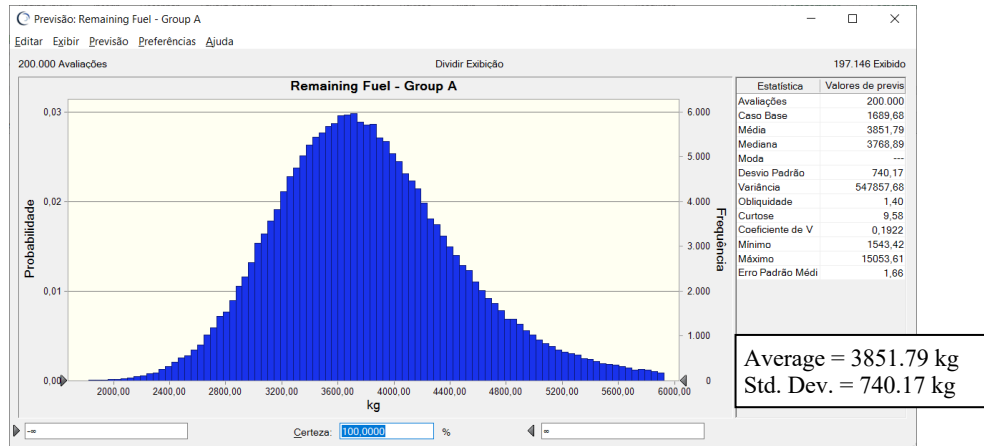 Previsão: Remaining Fuel - Group A
Editar Exibir Previsão Preferências Ajuda
200.000 Avaliações Dividir Exibição 197.146 Exibido
Remaining Fuel - Group A
Probabilidade
0,03
0,02
0,01
0,00
6.000
5.000
4.000
3.000
2.000
1.000
0
Frequência
2000,00 2400,00 2800,00 3200,00 3600,00 4000,00 4400,00 4800,00 5200,00 5600,00 6000,00
kg
Estatística Valores de previs
Avaliações 200.000
Caso Base 1689,68
Média 3851,79
Mediana 3768,89
Moda ---
Desvio Padrão 740,17
Variância 547857,68
Obliquidade 1,40
Curtose 9,58
Coeficiente de V 0,1922
Mínimo 1543,42
Máximo 15053,61
Erro Padrão Médi 1,66
Average = 3851.79 kg
Std. Dev. = 740.17 kg
-∞ Certeza: 100,0000 % ∞